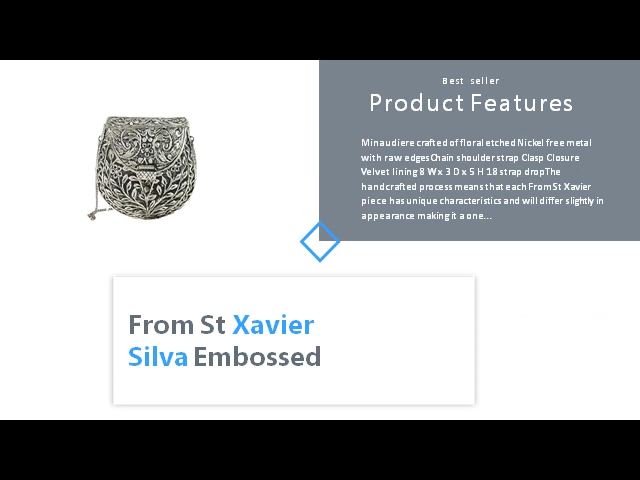 Best seller
Product Features
Minaudiere crafted of floral etched Nickel free metal
with raw edgesChain shoulder strap Clasp Closure
Velvet lining 8 W x 3 D x 5 H 18 strap dropThe
handcrafted process means that each From St Xavier
piece has unique characteristics and will differ slightly in
appearance making it a one...
From St Xavier
Silva Embossed